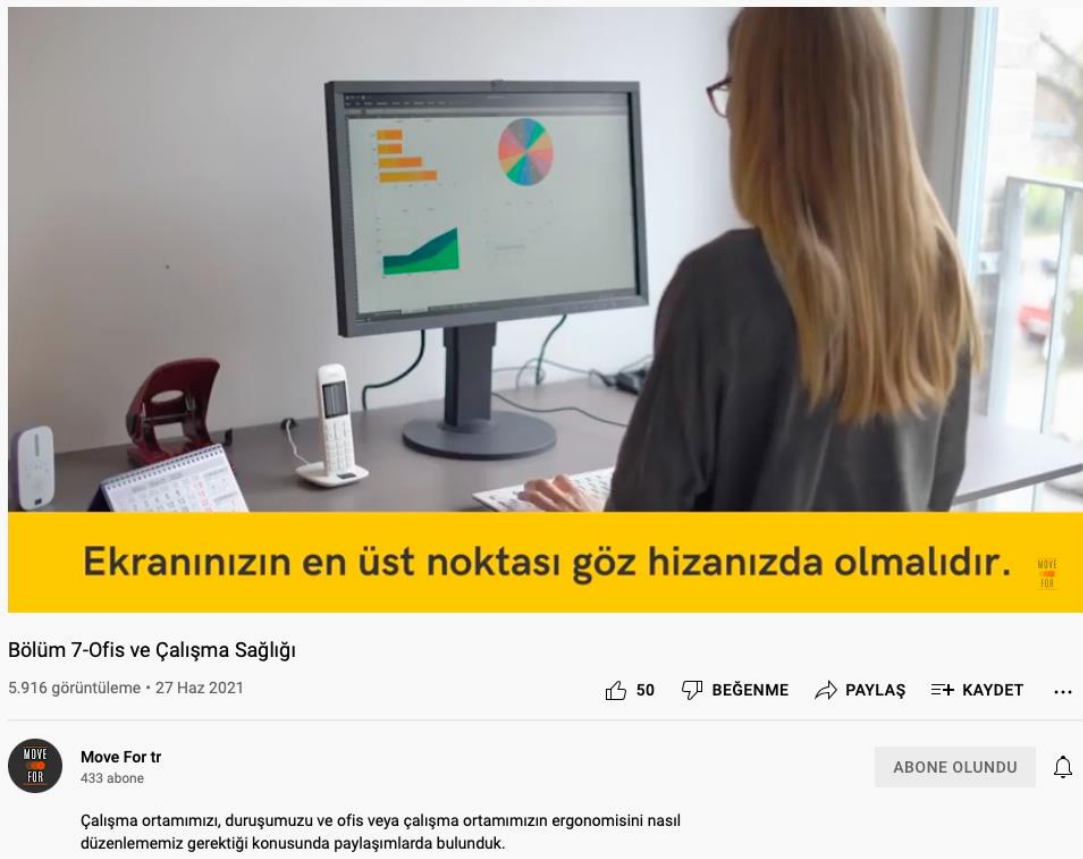 Ekranınızın en üst noktası göz hizanızda olmalıdır.
MOVE
FOR
Bölüm 7-Ofis ve Çalışma Sağlığı
5.916 görüntüleme • 27 Haz 2021
50 BEĞENME PAYLAŞ KAYDET
MOVE
FOR
Move For tr
433 abone
ABONE OLUNDU
Çalışma ortamımızı, duruşumuzu ve ofis veya çalışma ortamımızın ergonomisini nasıl
düzenlememiz gerektiği konusunda paylaşımlarda bulunduk.